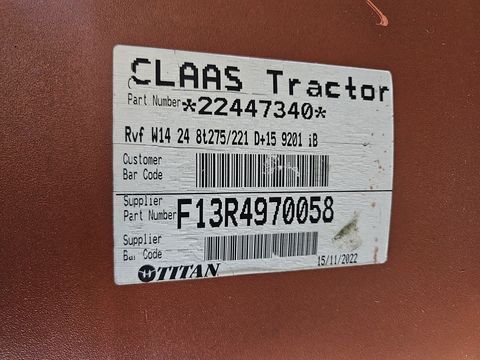 CLAAS Tractor
Part Number *22447340*
Rvf W14 24 8t275/221 D+15 9201 iB
Customer
Bar Code
Supplier
Part Number F13R4970058
Supplier
Bar Code
TITAN
15/11/2022